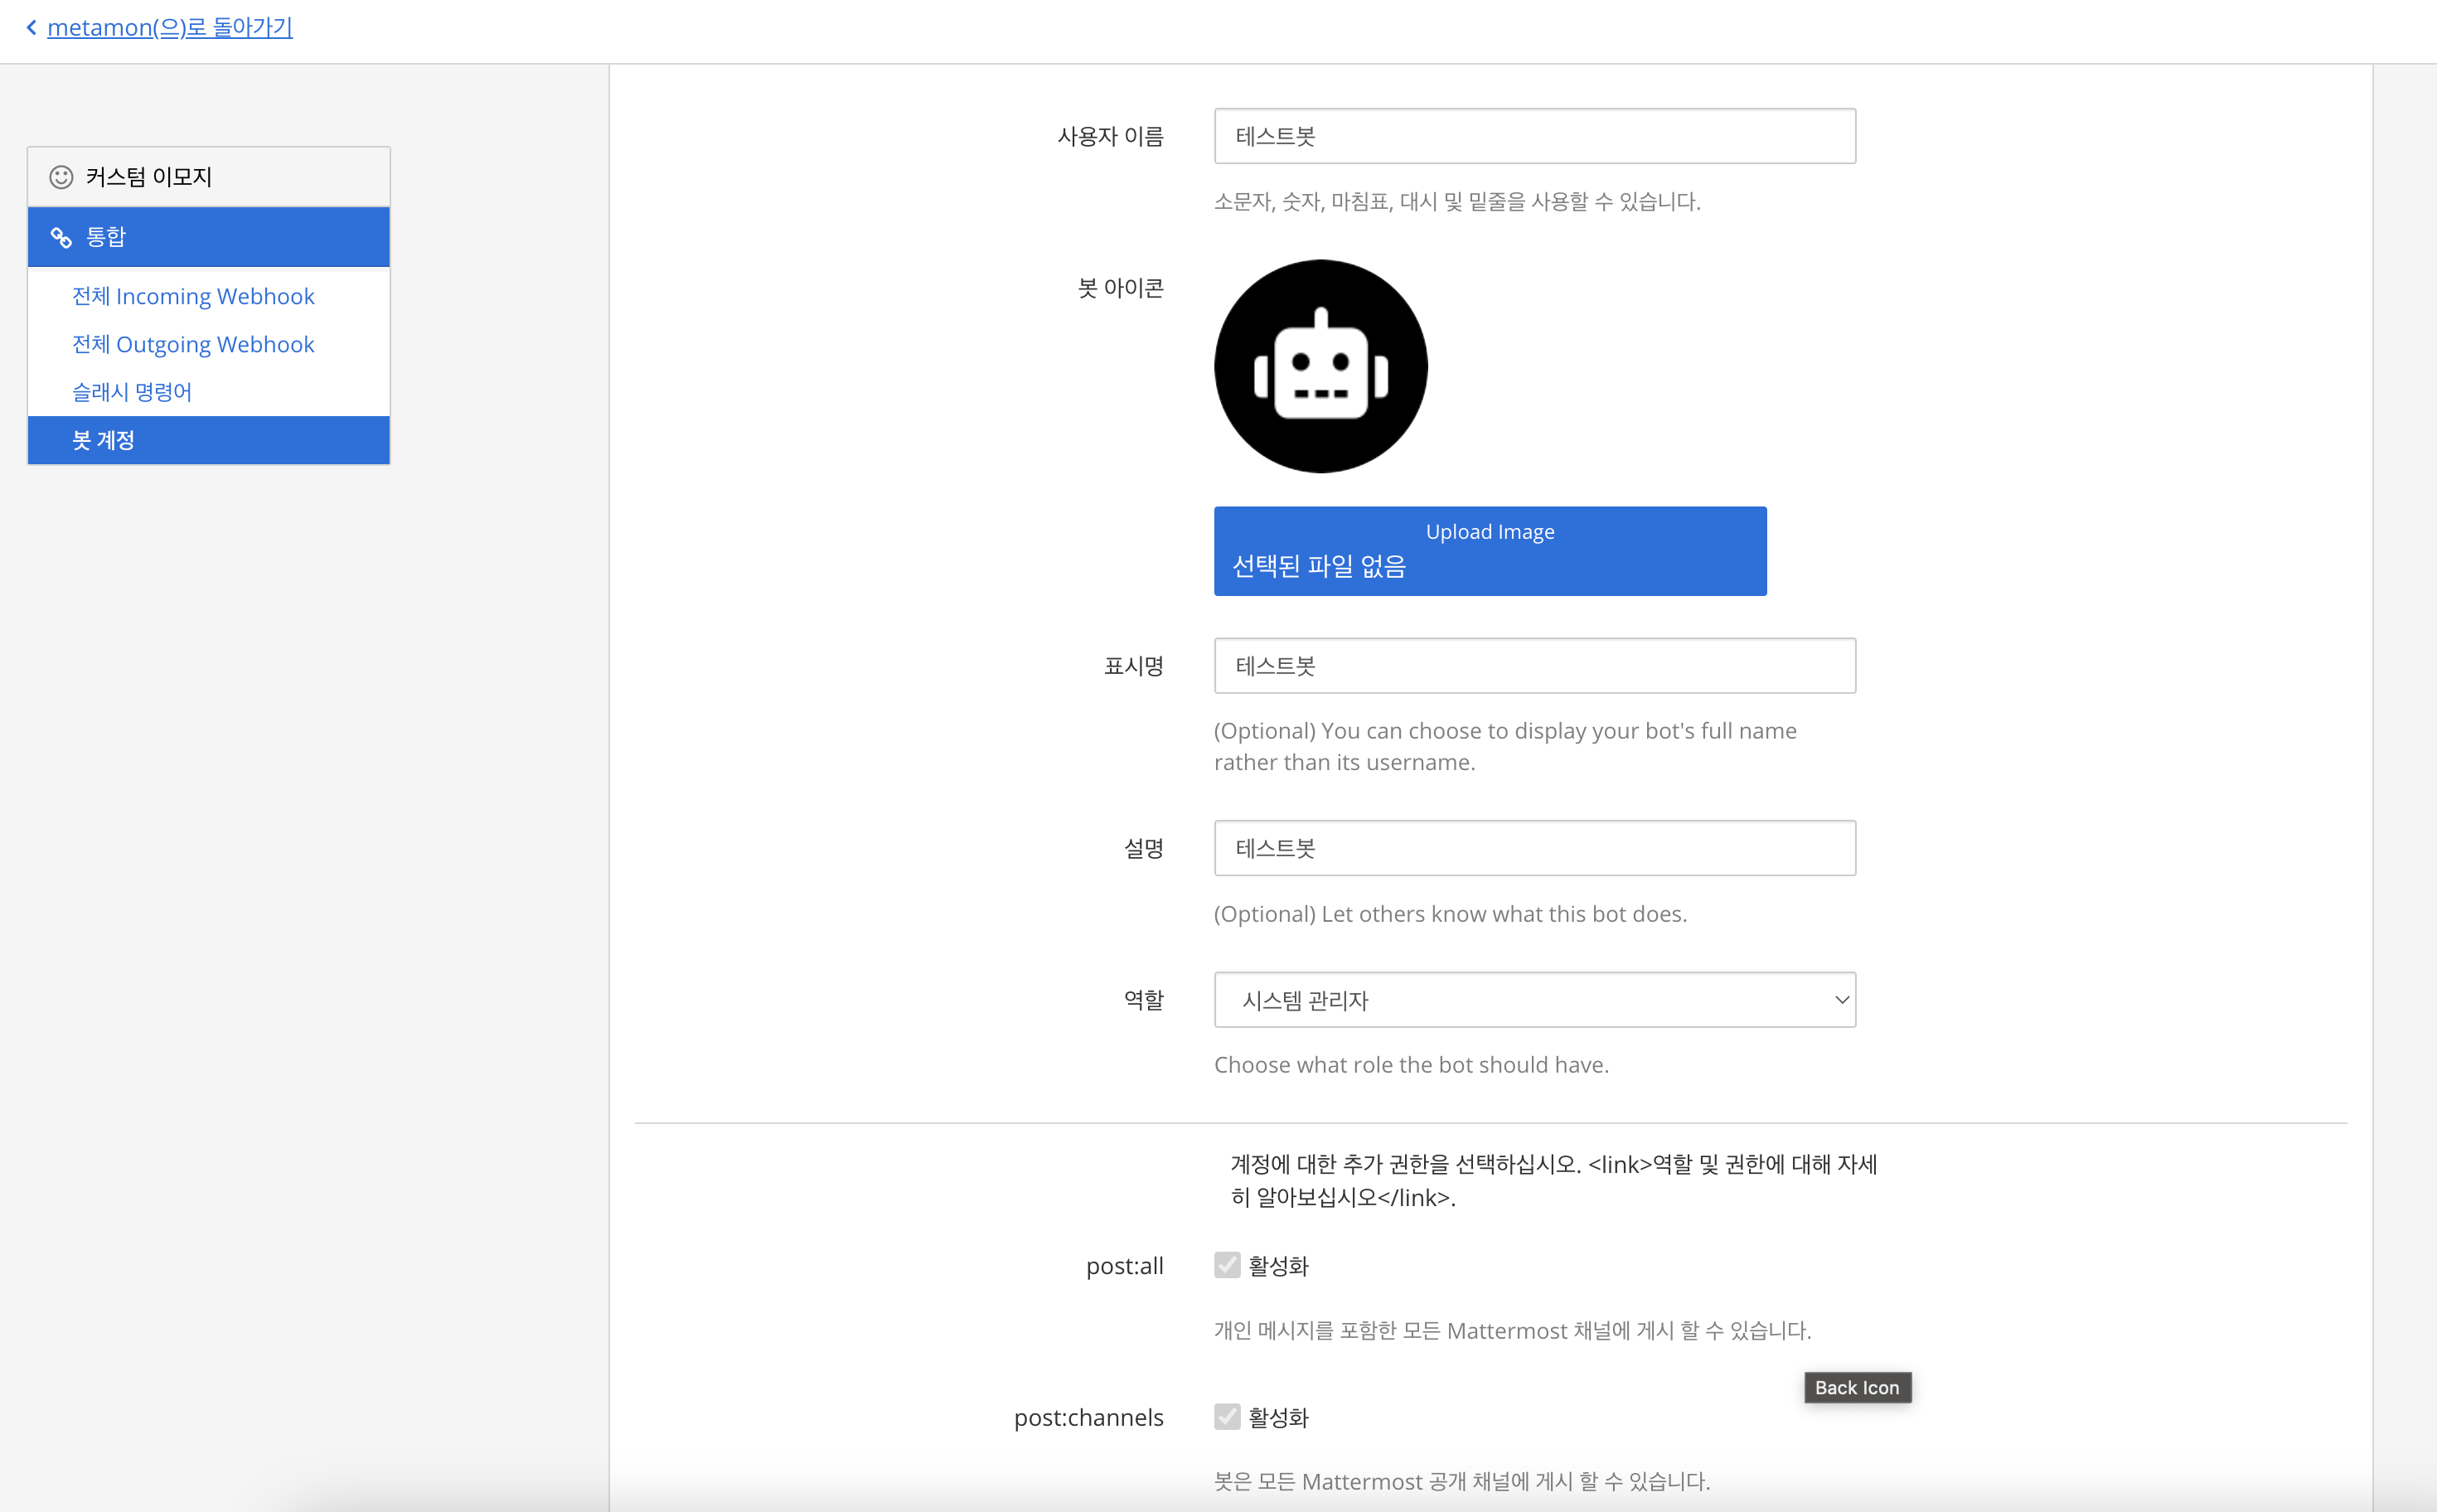 metamon(으)로 돌아가기
커스텀 이모지
통합
전체 Incoming Webhook
전체 Outgoing Webhook
슬래시 명령어
봇 계정
사용자 이름
테스트봇
소문자, 숫자, 마침표, 대시 및 밑줄을 사용할 수 있습니다.
봇 아이콘
Upload Image
선택된 파일 없음
표시명
테스트봇
(Optional) You can choose to display your bot's full name
rather than its username.
설명
테스트봇
(Optional) Let others know what this bot does.
역할
시스템 관리자
Choose what role the bot should have.
계정에 대한 추가 권한을 선택하십시오. <link>역할 및 권한에 대해 자세
히 알아보십시오</link>.
post:all
활성화
개인 메시지를 포함한 모든 Mattermost 채널에 게시 할 수 있습니다.
Back Icon
post:channels
활성화
봇은 모든 Mattermost 공개 채널에 게시 할 수 있습니다.